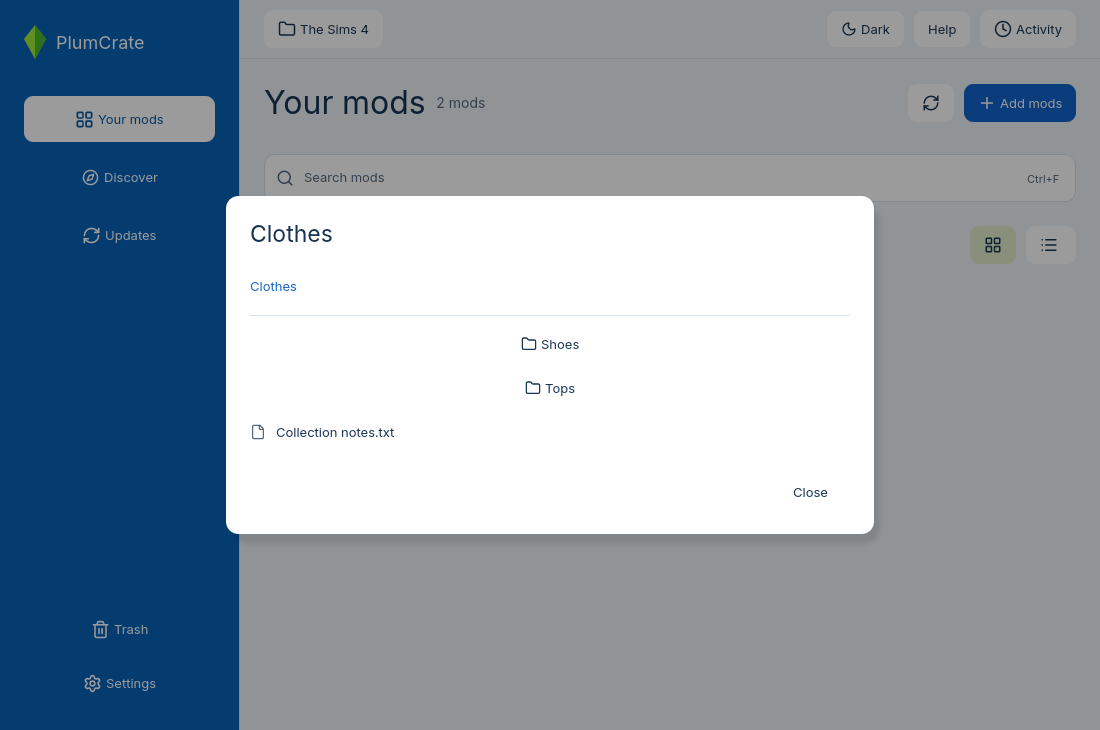 PlumCrate
Your mods
Discover
Updates
Trash
Settings
The Sims 4
Dark
Help
Activity
Your mods 2 mods
Add mods
Search mods
Ctrl+F
Clothes
Clothes
Shoes
Tops
Collection notes.txt
Close